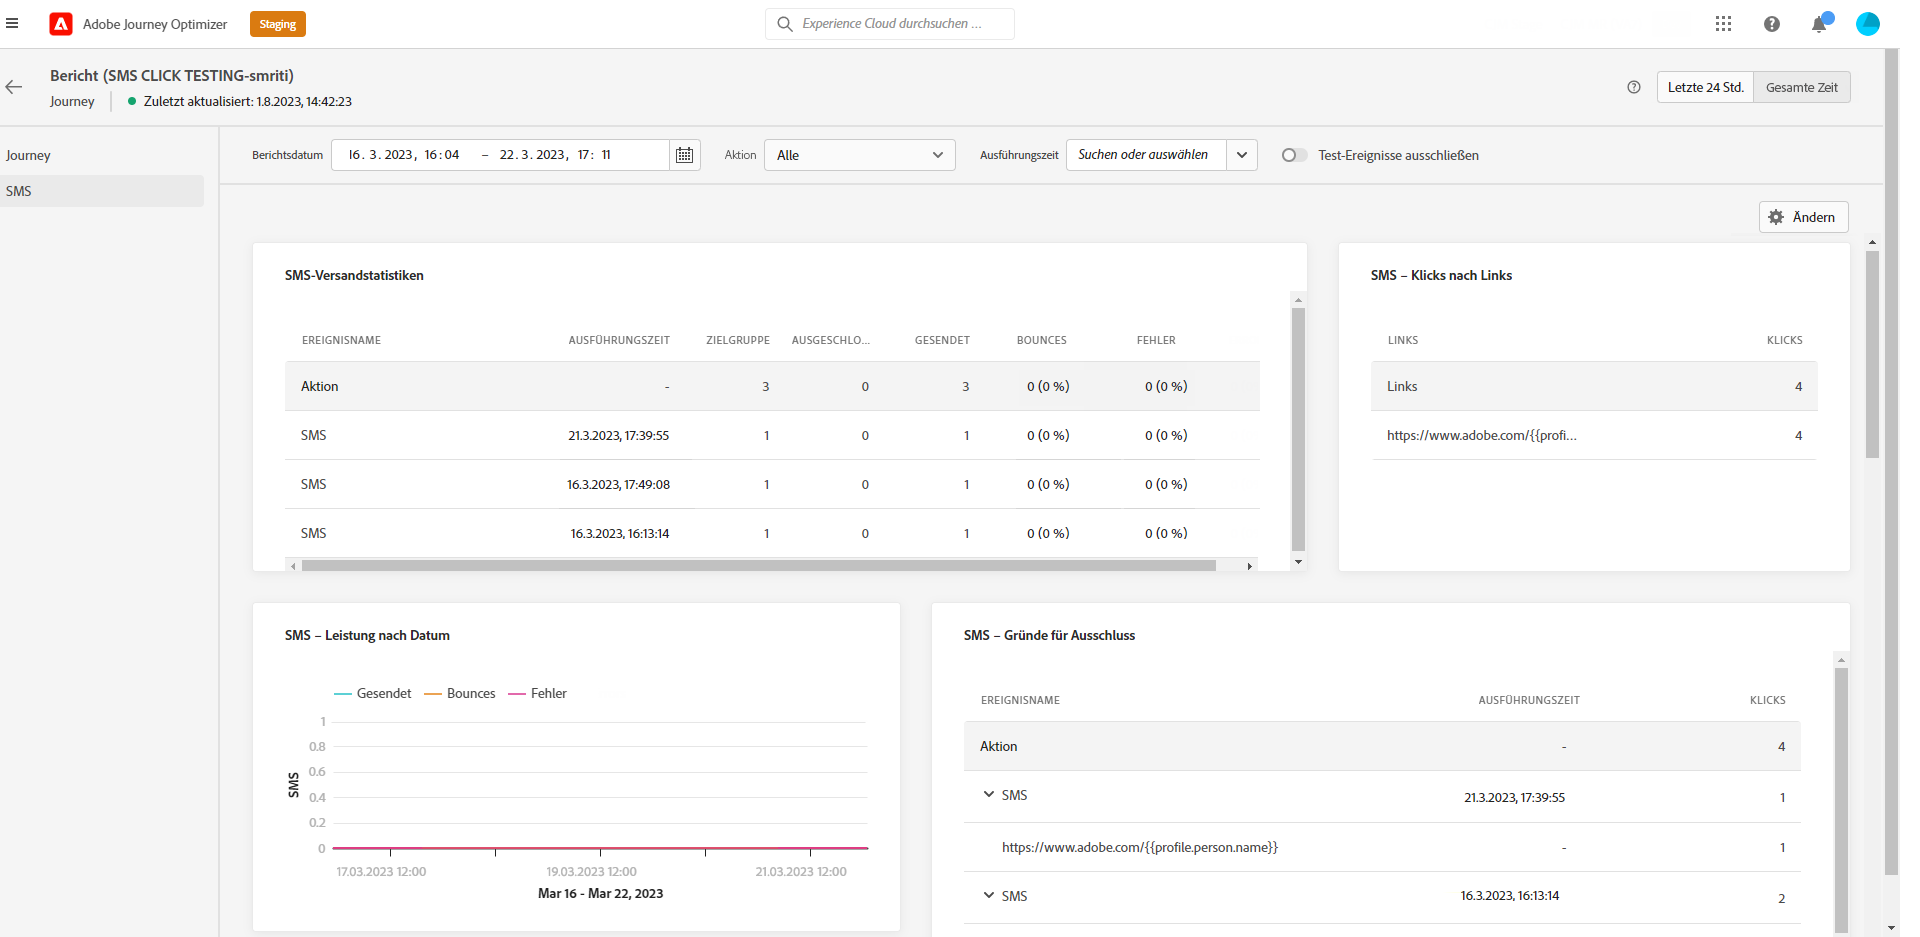 Adobe Journey Optimizer
Staging
Experience Cloud durchsuchen ...
Bericht (SMS CLICK TESTING-smriti)
Journey
Zuletzt aktualisiert: 1.8.2023, 14:42:23
Letzte 24 Std.
Gesamte Zeit
Journey
SMS
Berichtsdatum
16. 3. 2023, 16:04 – 22. 3. 2023, 17: 11
Aktion
Alle
Ausführungszeit
Suchen oder auswählen
Test-Ereignisse ausschließen
Ändern
SMS-Versandstatistiken
EREIGNISNAME AUSFÜHRUNGSZEIT ZIELGRUPPE AUSGESCHLO... GESENDET BOUNCES FEHLER
Aktion - 3 0 3 0 (0 %) 0 (0 %)
SMS 21.3.2023, 17:39:55 1 0 1 0 (0 %) 0 (0 %)
SMS 16.3.2023, 17:49:08 1 0 1 0 (0 %) 0 (0 %)
SMS 16.3.2023, 16:13:14 1 0 1 0 (0 %) 0 (0 %)
SMS – Klicks nach Links
LINKS KLICKS
Links 4
https://www.adobe.com/{{profi... 4
SMS – Leistung nach Datum
Gesendet Bounces Fehler
1
0.8
0.6
0.4
0.2
0
SMS
17.03.2023 12:00 19.03.2023 12:00 21.03.2023 12:00
Mar 16 - Mar 22, 2023
SMS – Gründe für Ausschluss
EREIGNISNAME AUSFÜHRUNGSZEIT KLICKS
Aktion - 4
SMS 21.3.2023, 17:39:55 1
https://www.adobe.com/{{profile.person.name}} - 1
SMS 16.3.2023, 16:13:14 2